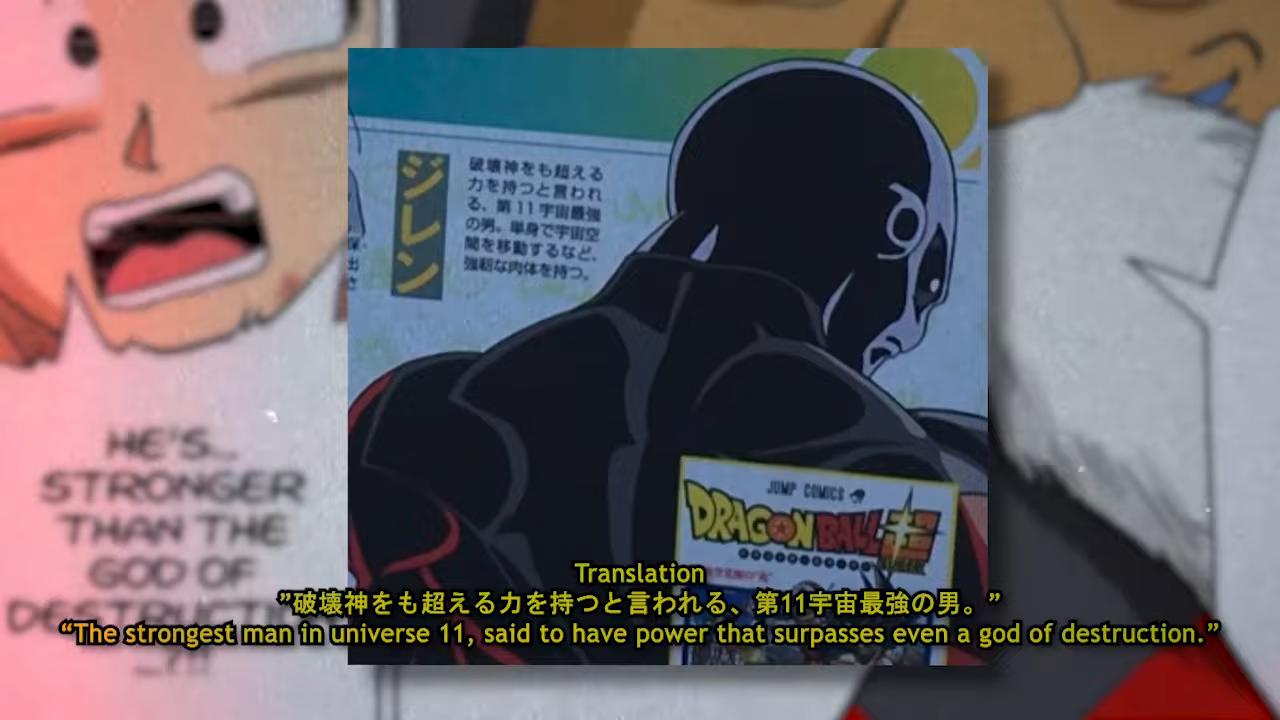 ジレン
破壊神をも超える
力を持つと言われ
る、第11宇宙最強
の男。単身で宇宙空
間を移動するなど、
強靭な肉体を持つ。
HE'S...
STRONGER
THAN THE
GOD OF
DESTRUCTI
...?!!
JUMP COMICS
DRAGON BALL超
Translation
”破壊神をも超える力を持つと言われる、第11宇宙最強の男。”
“The strongest man in universe 11, said to have power that surpasses even a god of destruction.”